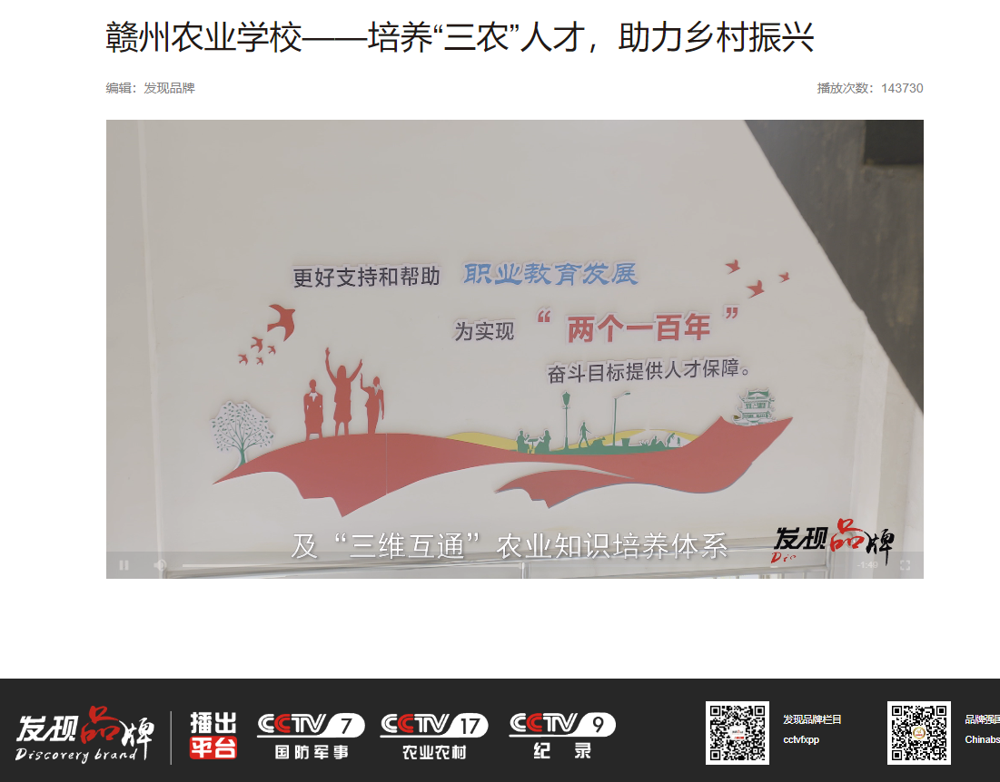 赣州农业学校——培养“三农”人才，助力乡村振兴
编辑：发现品牌
播放次数：143730
更好支持和帮助 职业教育发展
为实现 “两个一百年”
奋斗目标提供人才保障。
及“三维互通”农业知识培养体系
发现品牌
-1:49
发现品牌
Discovery brand
播出
平台
CCTV 7
国防军事
CCTV 17
农业农村
CCTV 9
纪 录
发现品牌栏目
cctvfxpp
品牌强国
Chinabs